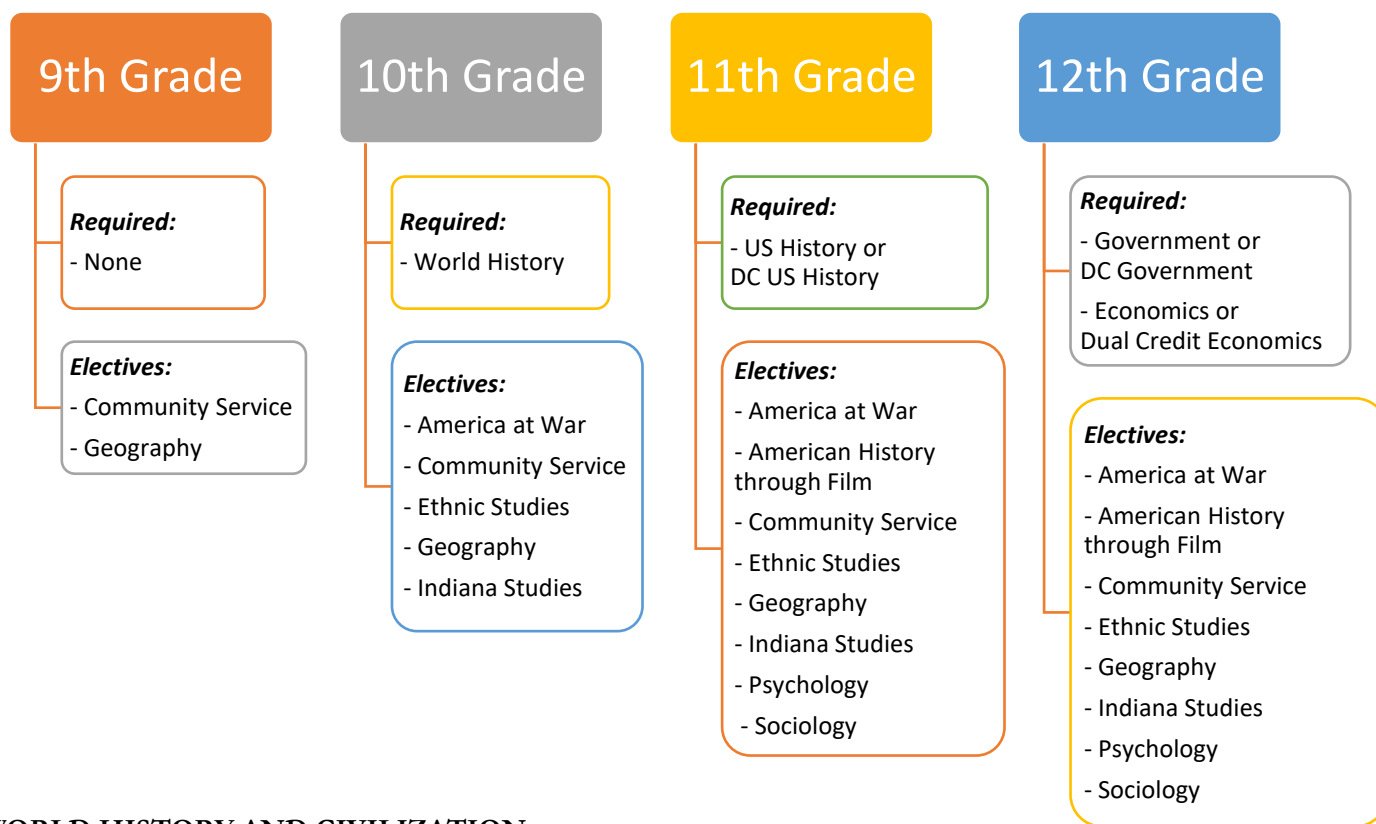 9th Grade
Required:
- None
Electives:
- Community Service
- Geography
10th Grade
Required:
- World History
Electives:
- America at War
- Community Service
- Ethnic Studies
- Geography
- Indiana Studies
11th Grade
Required:
- US History or
DC US History
Electives:
- America at War
- American History
through Film
- Community Service
- Ethnic Studies
- Geography
- Indiana Studies
- Psychology
- Sociology
12th Grade
Required:
- Government or
DC Government
- Economics or
Dual Credit Economics
Electives:
- America at War
- American History
through Film
- Community Service
- Ethnic Studies
- Geography
- Indiana Studies
- Psychology
- Sociology
WORLD HISTORY AND CIVILIZATION